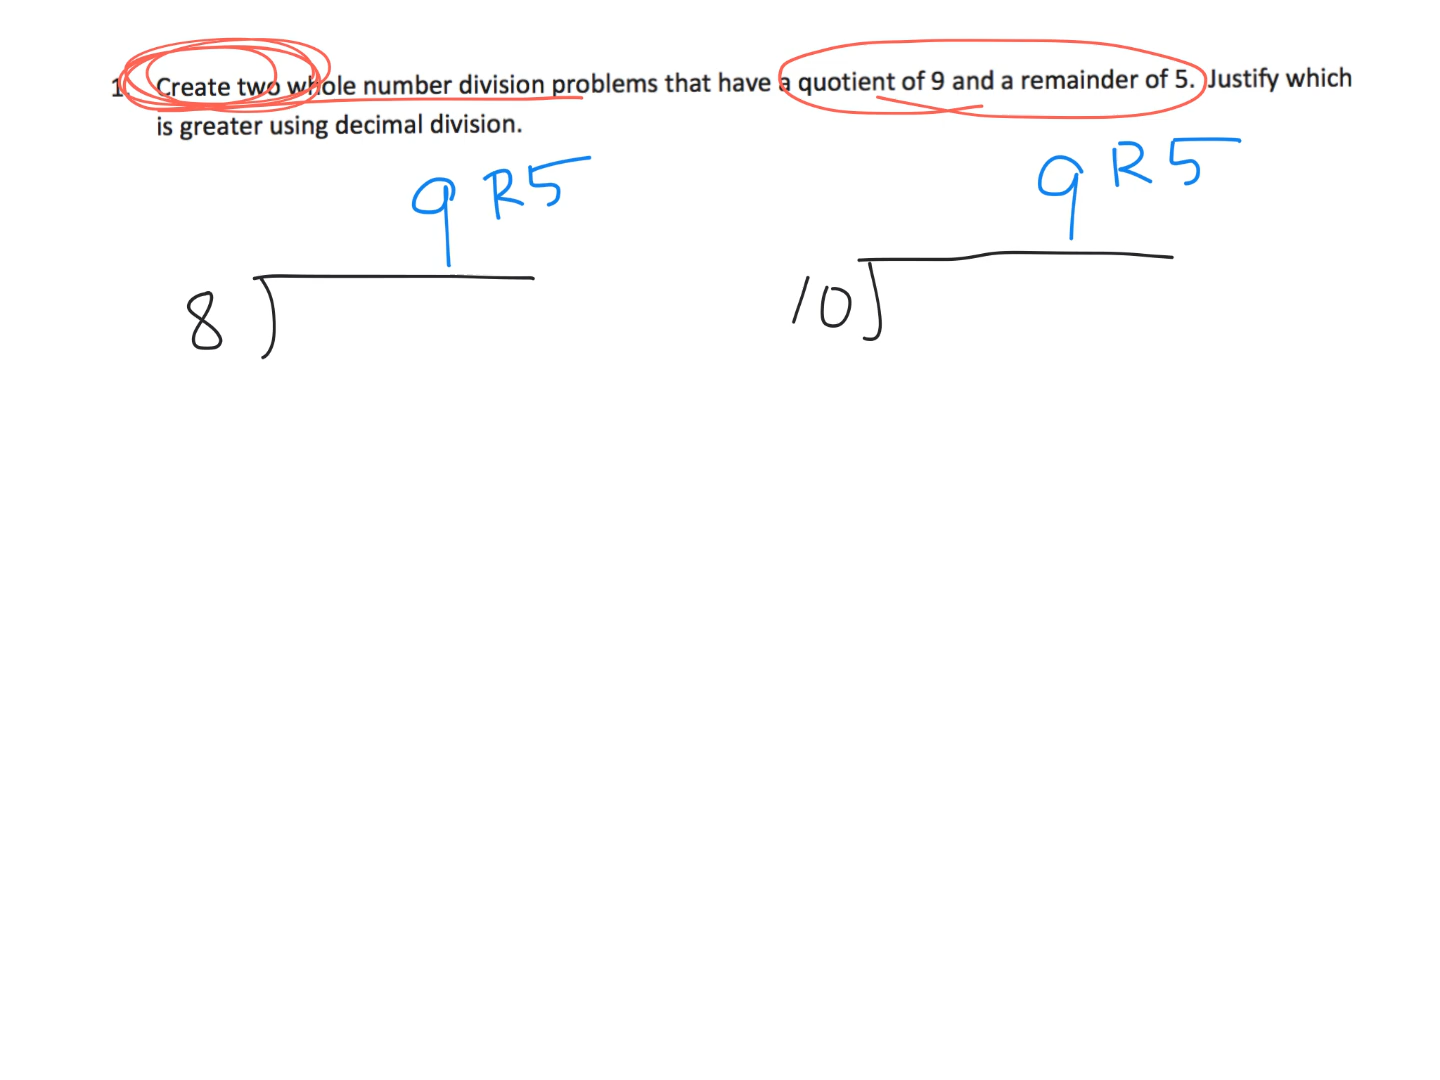 1. Create two whole number division problems that have a quotient of 9 and a remainder of 5. Justify which
is greater using decimal division.
9 R5
9 R5
8
10